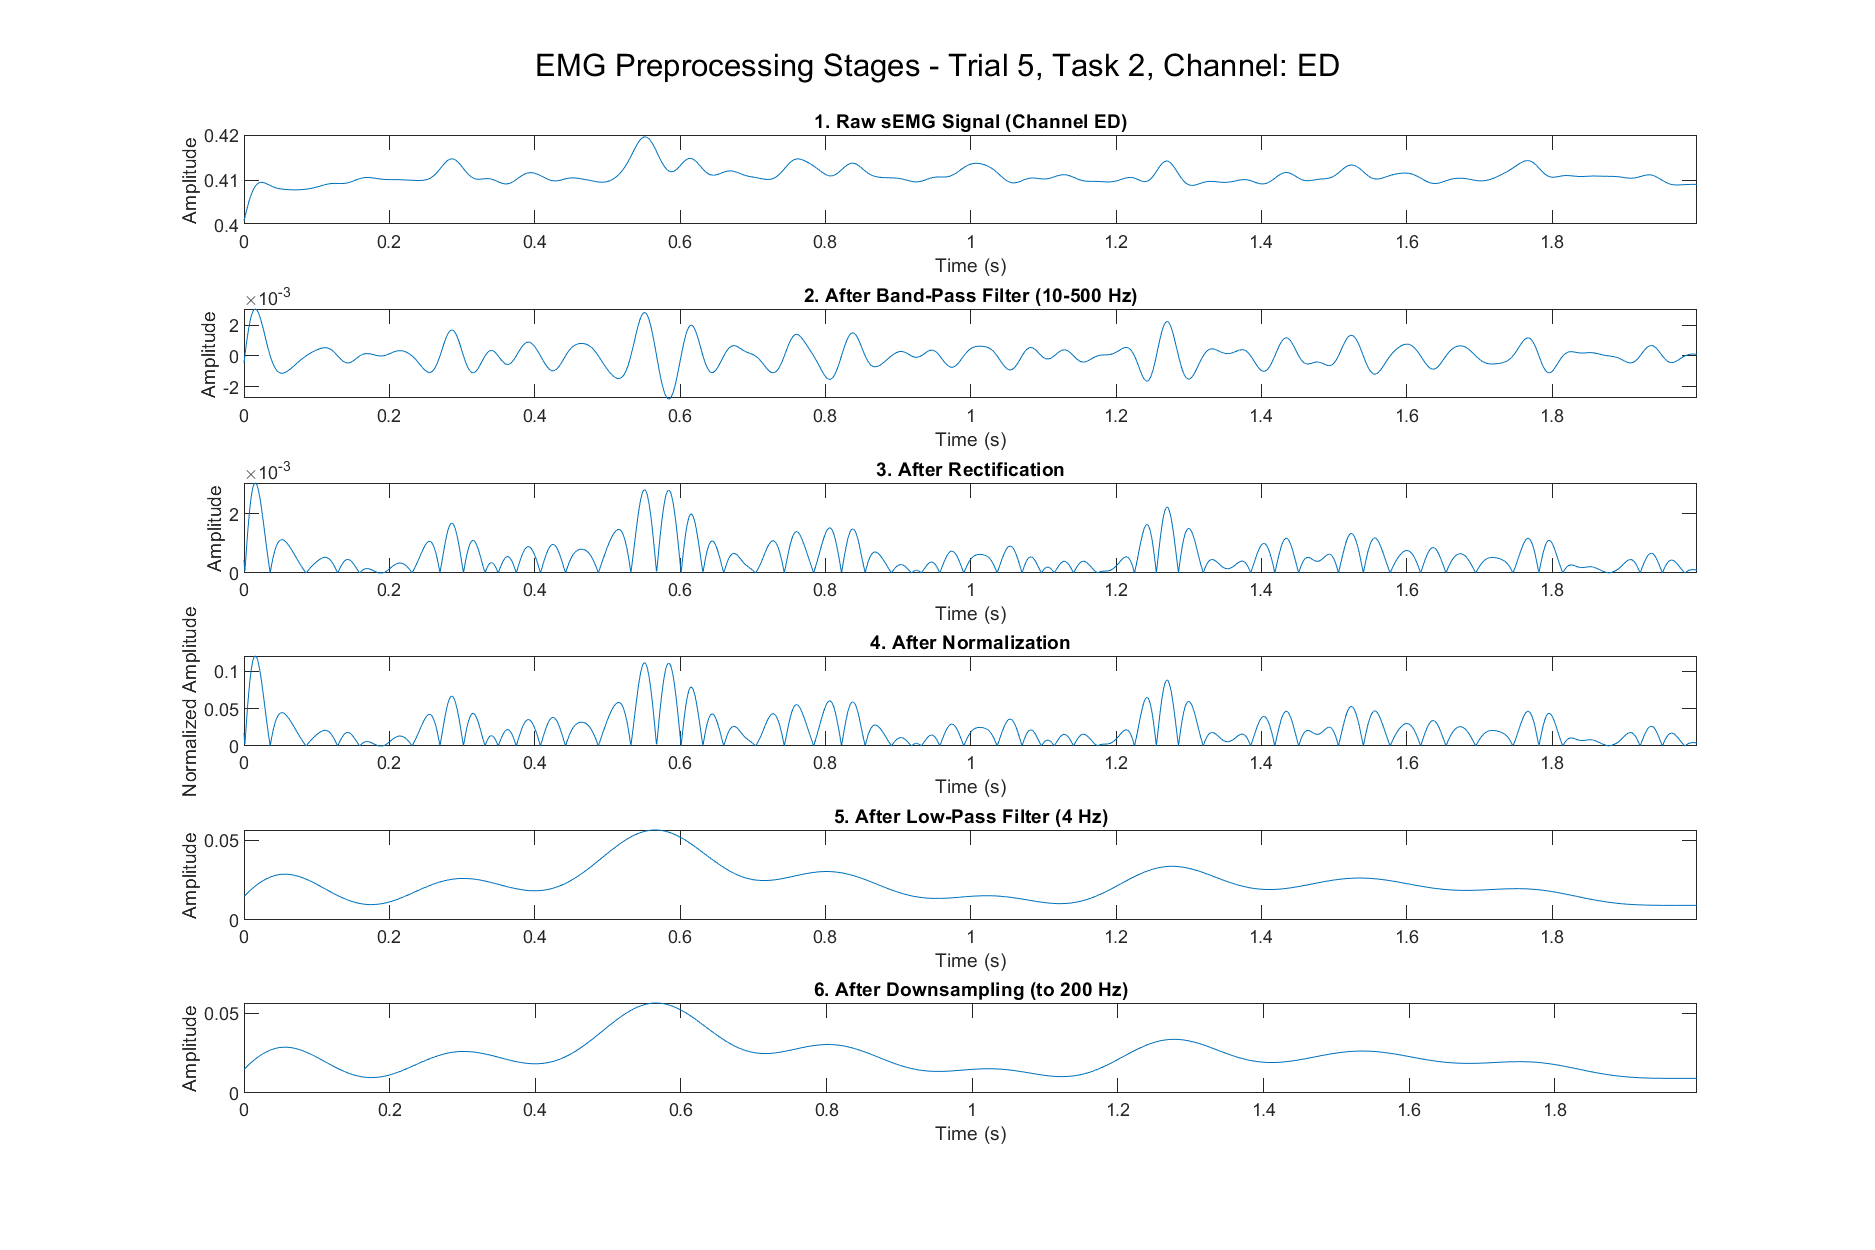 EMG Preprocessing Stages - Trial 5, Task 2, Channel: ED
1. Raw sEMG Signal (Channel ED)
Amplitude
0.42
0.41
0.4
0 0.2 0.4 0.6 0.8 1 1.2 1.4 1.6 1.8
Time (s)
2. After Band-Pass Filter (10-500 Hz)
×10-3
Amplitude
2
0
-2
0 0.2 0.4 0.6 0.8 1 1.2 1.4 1.6 1.8
Time (s)
3. After Rectification
×10-3
Amplitude
2
0
0 0.2 0.4 0.6 0.8 1 1.2 1.4 1.6 1.8
Time (s)
4. After Normalization
Normalized Amplitude
0.1
0.05
0
0 0.2 0.4 0.6 0.8 1 1.2 1.4 1.6 1.8
Time (s)
5. After Low-Pass Filter (4 Hz)
Amplitude
0.05
0
0 0.2 0.4 0.6 0.8 1 1.2 1.4 1.6 1.8
Time (s)
6. After Downsampling (to 200 Hz)
Amplitude
0.05
0
0 0.2 0.4 0.6 0.8 1 1.2 1.4 1.6 1.8
Time (s)